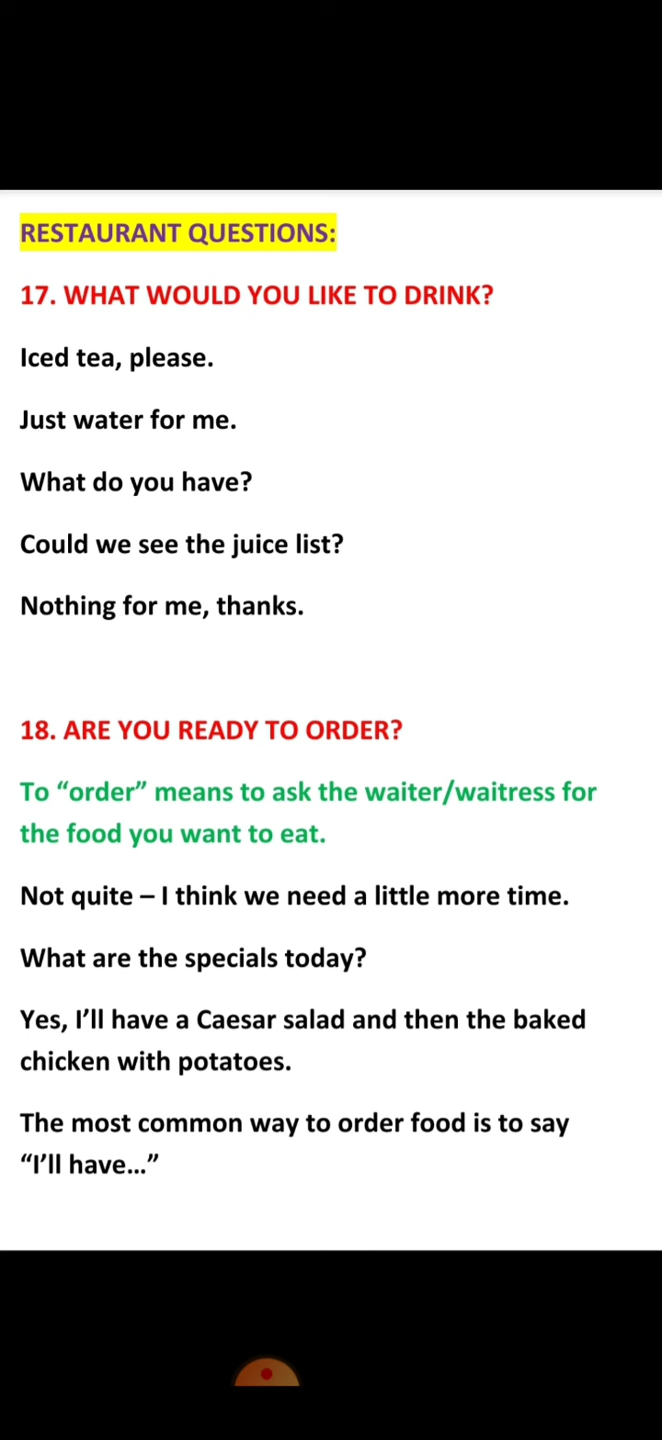 RESTAURANT QUESTIONS:
17. WHAT WOULD YOU LIKE TO DRINK?
Iced tea, please.
Just water for me.
What do you have?
Could we see the juice list?
Nothing for me, thanks.
18. ARE YOU READY TO ORDER?
To “order” means to ask the waiter/waitress for
the food you want to eat.
Not quite – I think we need a little more time.
What are the specials today?
Yes, I’ll have a Caesar salad and then the baked
chicken with potatoes.
The most common way to order food is to say
“I’ll have...”